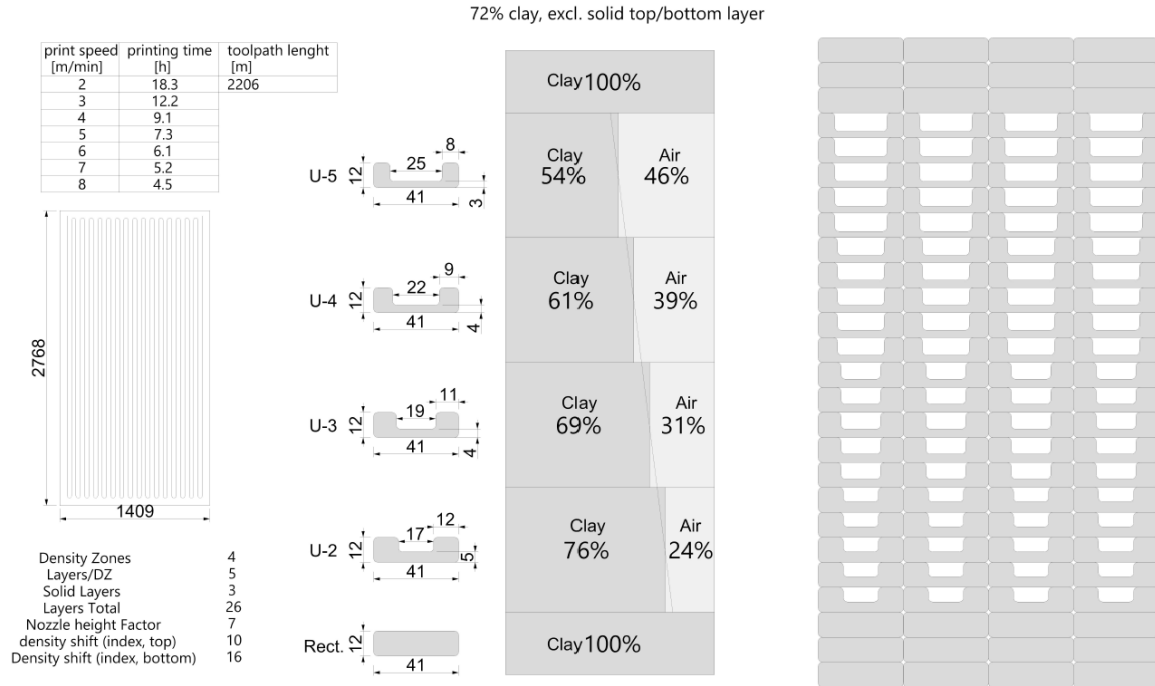 72% clay, excl. solid top/bottom layer
print speed printing time toolpath lenght
[m/min] [h] [m]
2 18.3 2206
3 12.2
4 9.1
5 7.3
6 6.1
7 5.2
8 4.5
2768
1409
Density Zones 4
Layers/DZ 5
Solid Layers 3
Layers Total 26
Nozzle height Factor 7
density shift (index, top) 10
Density shift (index, bottom) 16
U-5
12
25
8
41
3
U-4
12
22
9
41
4
U-3
12
19
11
41
4
U-2
12
17
12
41
5
Rect.
12
41
Clay 100%
Clay
54%
Air
46%
Clay
61%
Air
39%
Clay
69%
Air
31%
Clay
76%
Air
24%
Clay 100%